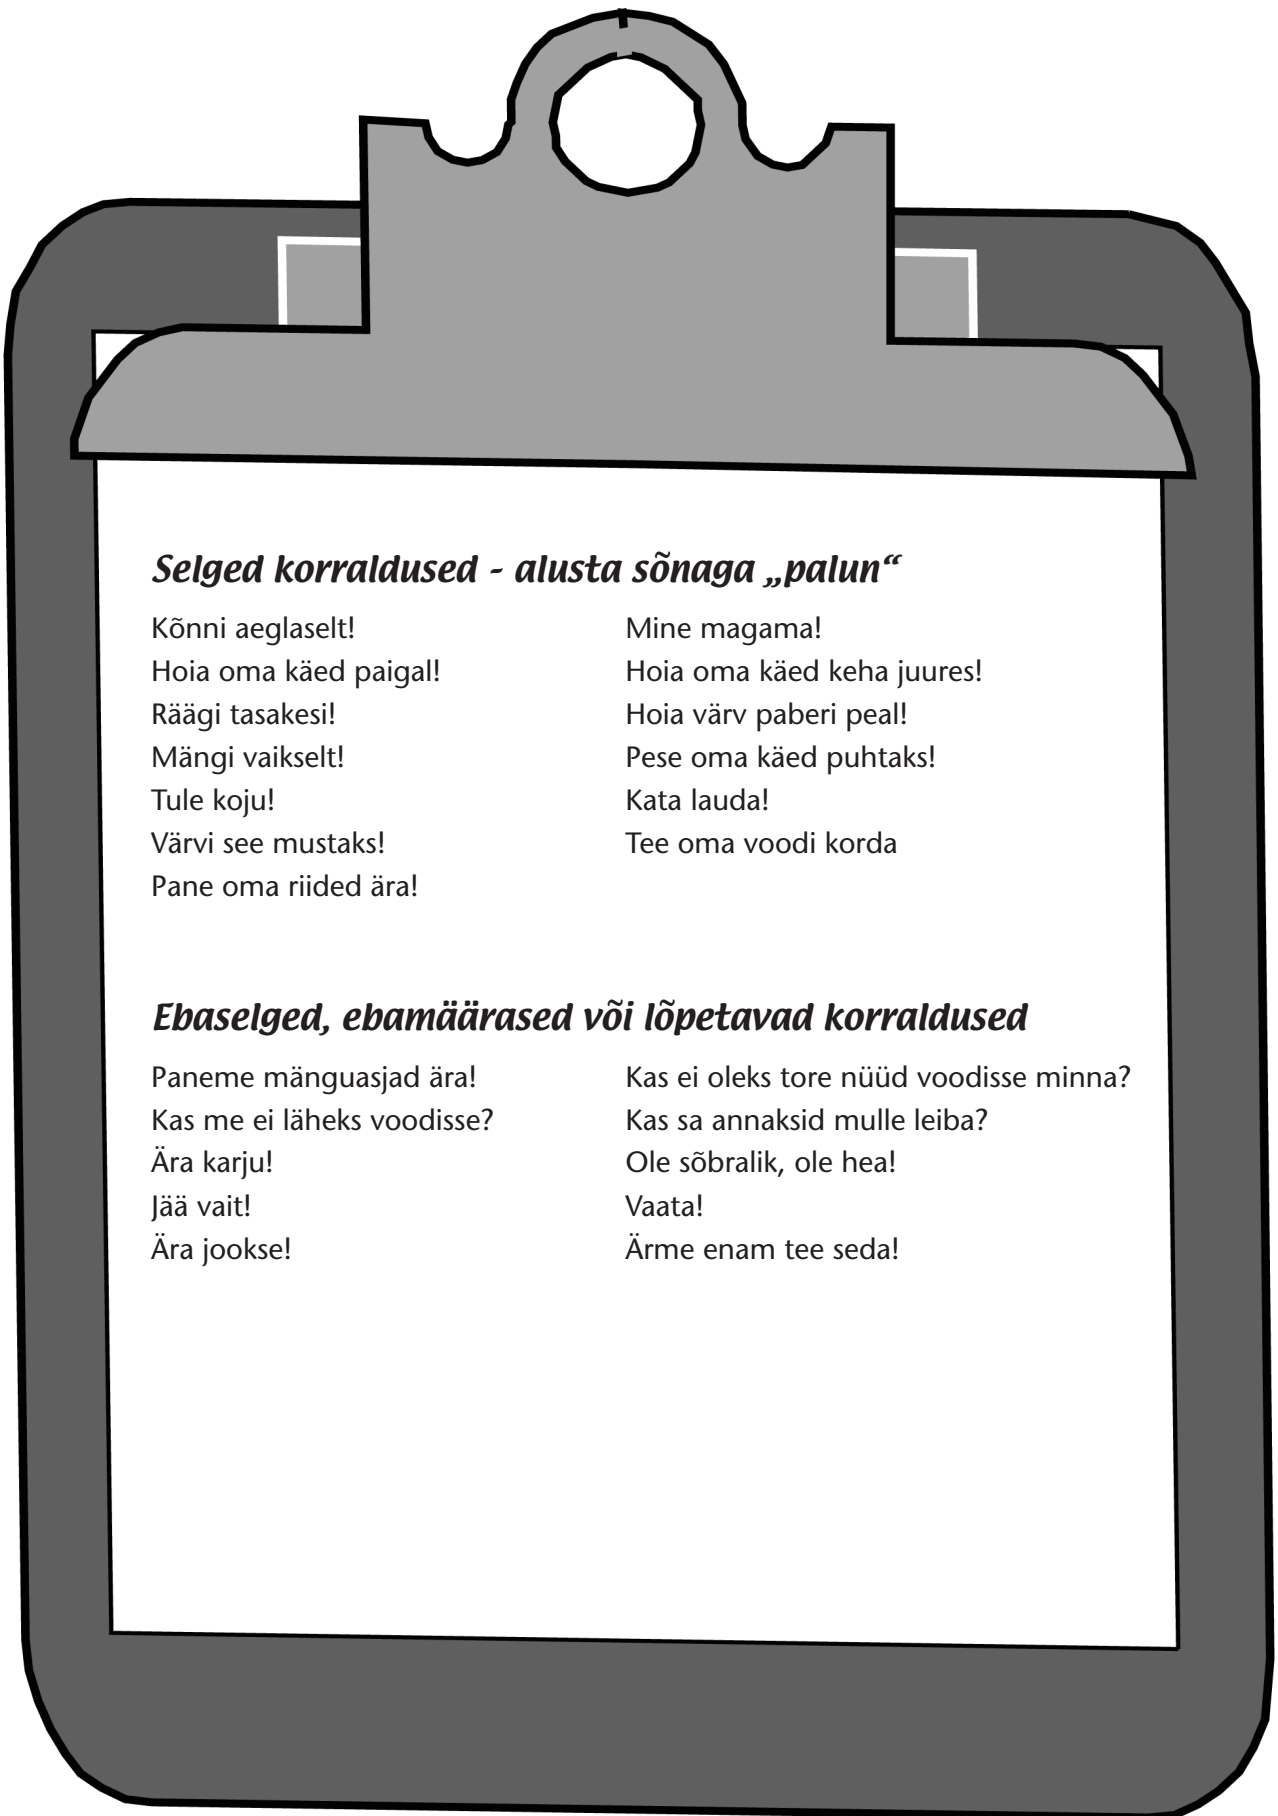 Selged korraldused - alusta sõnaga „palun“
Kõnni aeglaselt!
Hoia oma käed paigal!
Räägi tasakesi!
Mängi vaikselt!
Tule koju!
Värvi see mustaks!
Pane oma riided ära!
Mine magama!
Hoia oma käed keha juures!
Hoia värv paberi peal!
Pese oma käed puhtaks!
Kata lauda!
Tee oma voodi korda
Ebaselged, ebamäärased või lõpetavad korraldused
Paneme mänguasjad ära!
Kas me ei läheks voodisse?
Ära karju!
Jää vait!
Ära jookse!
Kas ei oleks tore nüüd voodisse minna?
Kas sa annaksid mulle leiba?
Ole sõbralik, ole hea!
Vaata!
Ärme enam tee seda!